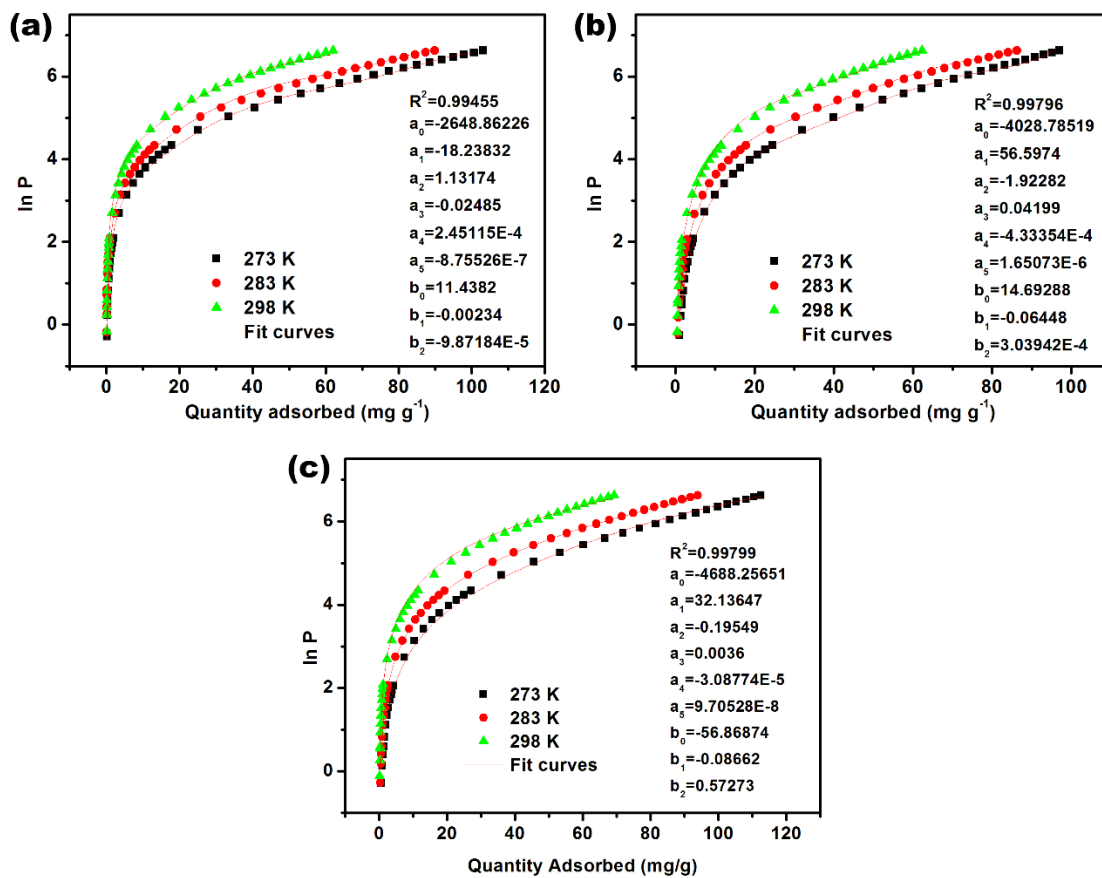 (a)
ln P
6
4
2
0
0 20 40 60 80 100 120
Quantity adsorbed (mg g⁻¹)
273 K
283 K
298 K
Fit curves
R²=0.99455
a₀=-2648.86226
a₁=-18.23832
a₂=1.13174
a₃=-0.02485
a₄=2.45115E-4
a₅=-8.75526E-7
b₀=11.4382
b₁=-0.00234
b₂=-9.87184E-5
(b)
ln P
6
4
2
0
0 20 40 60 80 100
Quantity adsorbed (mg g⁻¹)
273 K
283 K
298 K
Fit curves
R²=0.99796
a₀=-4028.78519
a₁=56.5974
a₂=-1.92282
a₃=0.04199
a₄=-4.33354E-4
a₅=1.65073E-6
b₀=14.69288
b₁=-0.06448
b₂=3.03942E-4
(c)
ln P
6
4
2
0
0 20 40 60 80 100 120
Quantity Adsorbed (mg/g)
273 K
283 K
298 K
Fit curves
R²=0.99799
a₀=-4688.25651
a₁=32.13647
a₂=-0.19549
a₃=0.0036
a₄=-3.08774E-5
a₅=9.70528E-8
b₀=-56.86874
b₁=-0.08662
b₂=0.57273